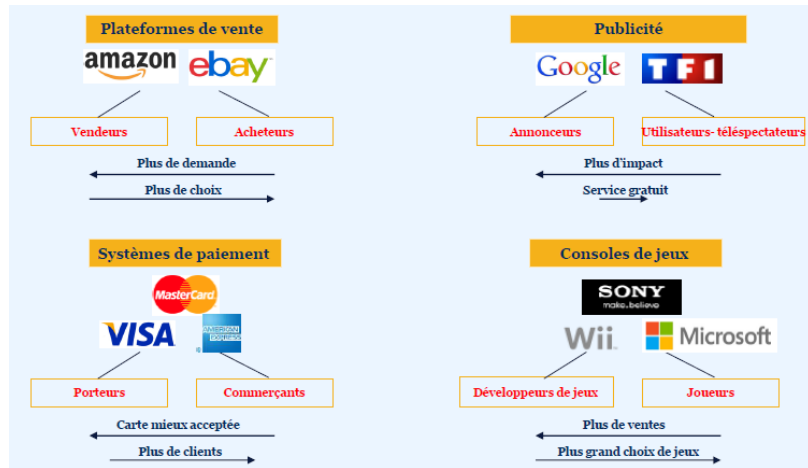 Plateformes de vente
amazon
ebay
Vendeurs
Acheteurs
Plus de demande
Plus de choix
Publicité
Google
TF1
Annonceurs
Utilisateurs- téléspectateurs
Plus d'impact
Service gratuit
Systèmes de paiement
MasterCard
VISA
AMERICAN EXPRESS
Porteurs
Commerçants
Carte mieux acceptée
Plus de clients
Consoles de jeux
SONY
make.believe
Wii
Microsoft
Développeurs de jeux
Joueurs
Plus de ventes
Plus grand choix de jeux